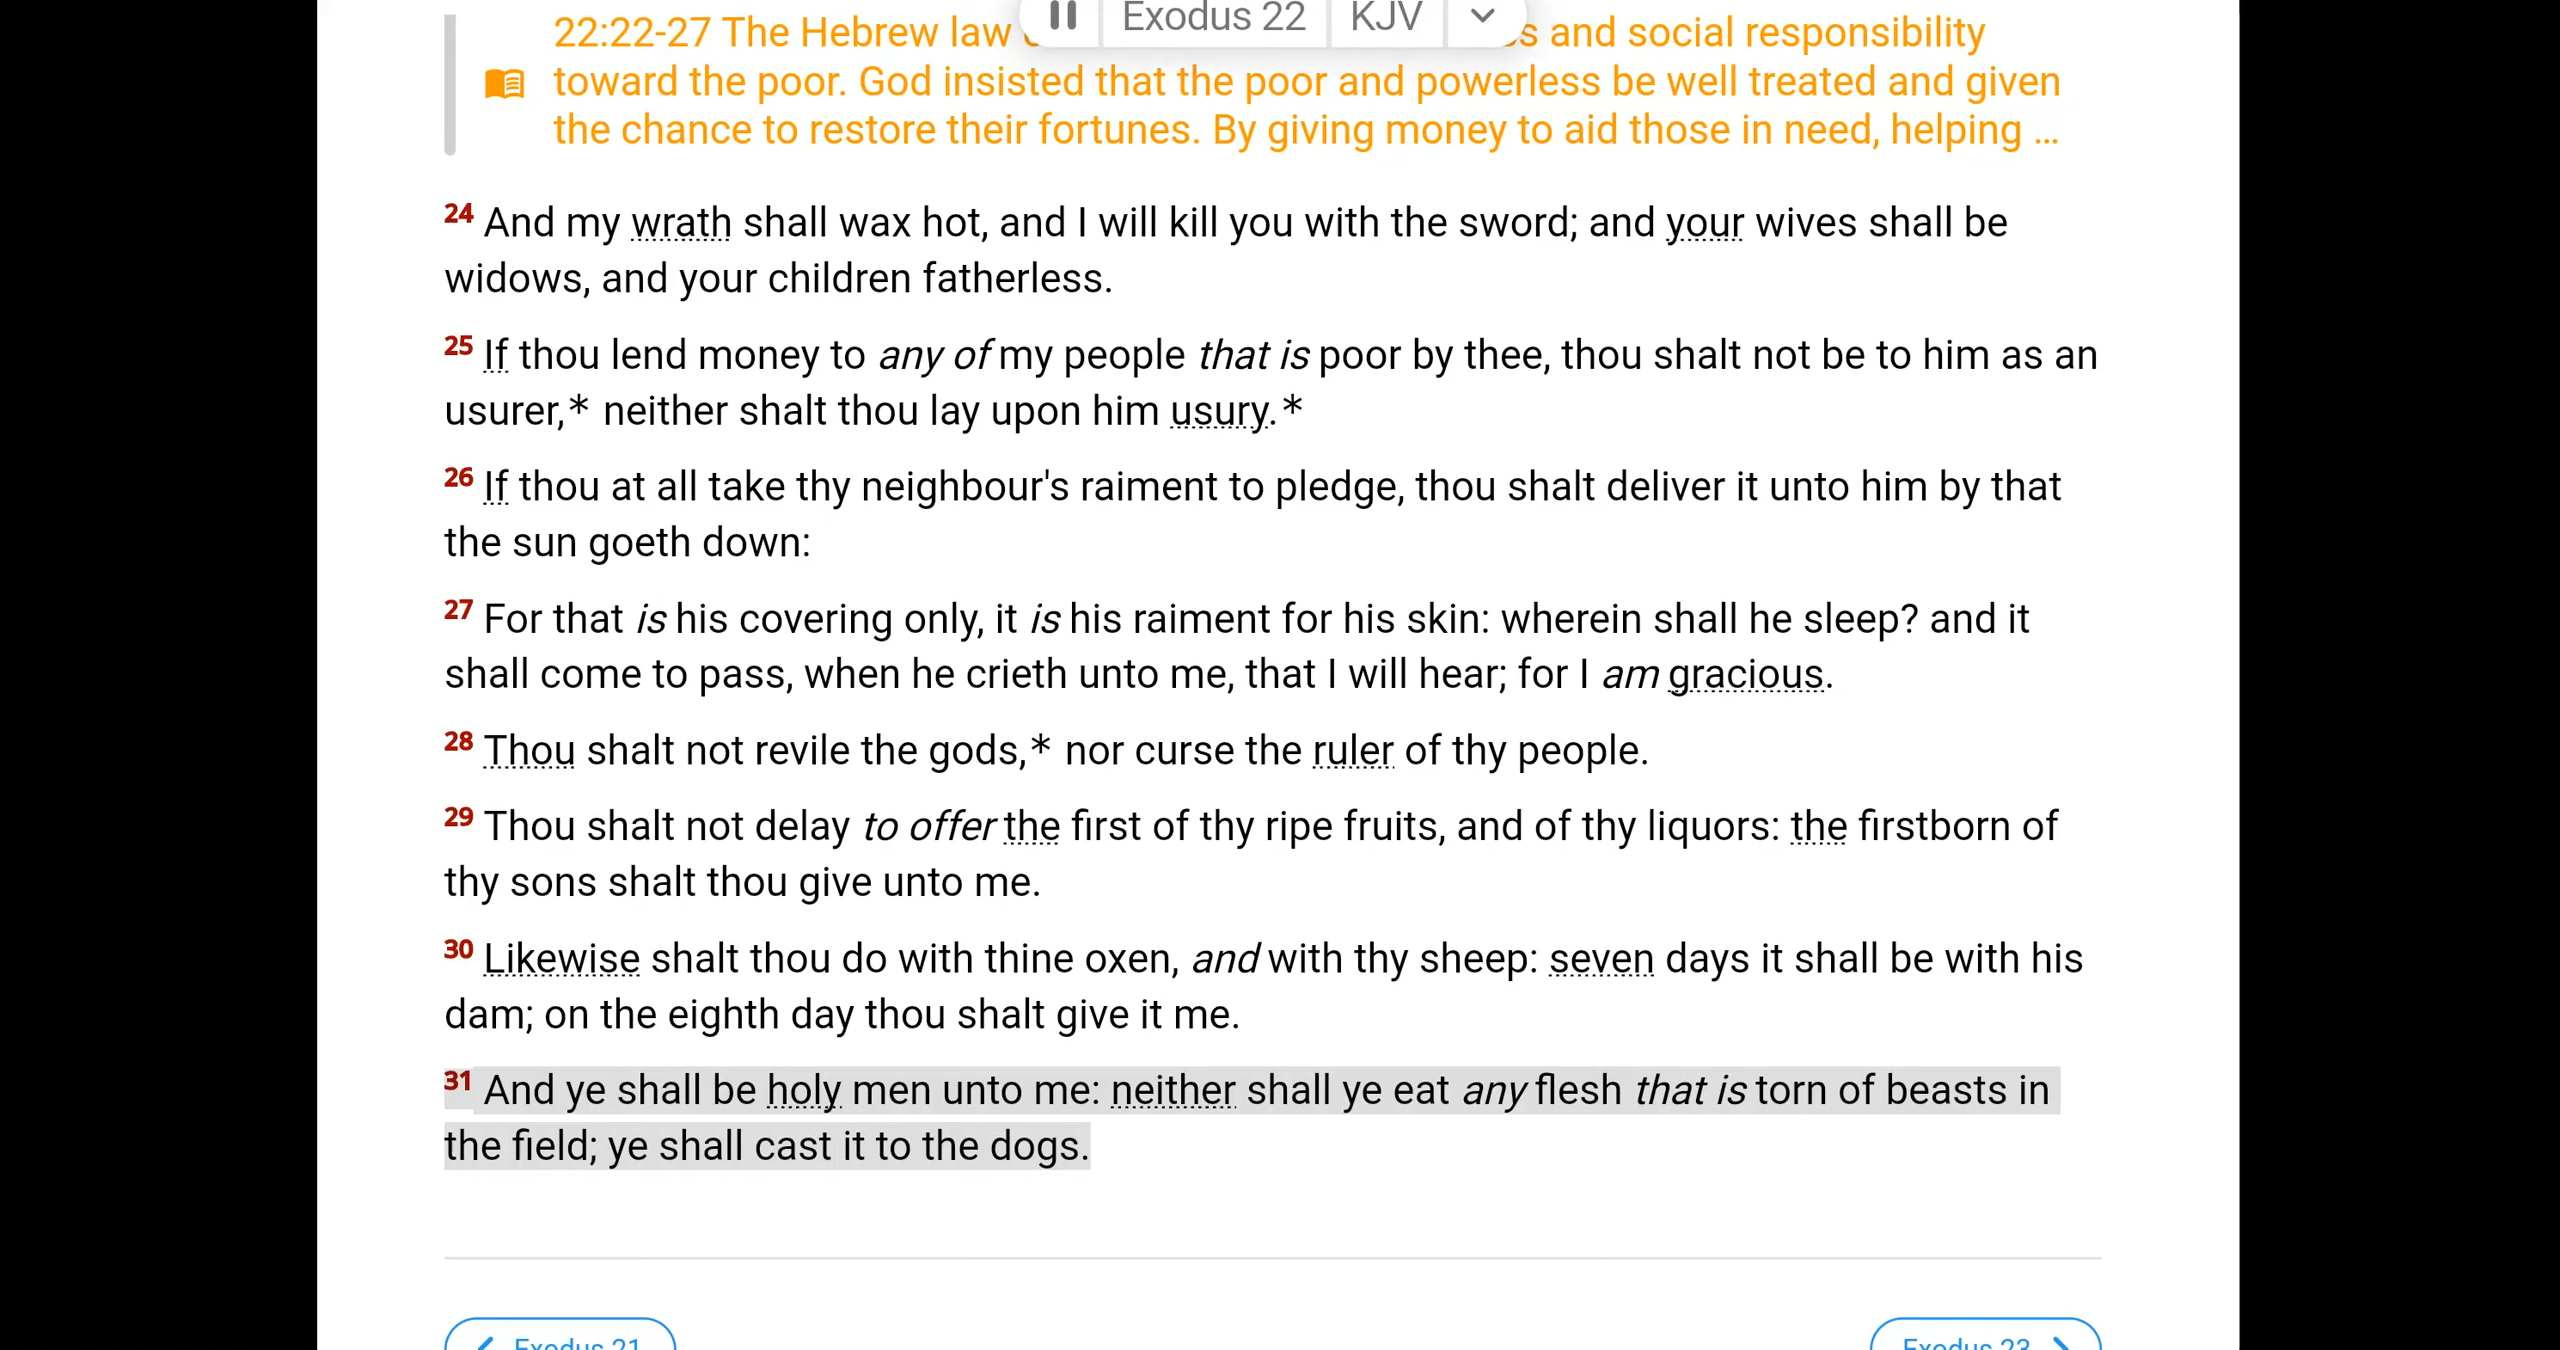 Exodus 22 KJV
22:22-27 The Hebrew law and social responsibility
toward the poor. God insisted that the poor and powerless be well treated and given
the chance to restore their fortunes. By giving money to aid those in need, helping ...
24 And my wrath shall wax hot, and I will kill you with the sword; and your wives shall be
widows, and your children fatherless.
25 If thou lend money to any of my people that is poor by thee, thou shalt not be to him as an
usurer,* neither shalt thou lay upon him usury.*
26 If thou at all take thy neighbour's raiment to pledge, thou shalt deliver it unto him by that
the sun goeth down:
27 For that is his covering only, it is his raiment for his skin: wherein shall he sleep? and it
shall come to pass, when he crieth unto me, that I will hear; for I am gracious.
28 Thou shalt not revile the gods,* nor curse the ruler of thy people.
29 Thou shalt not delay to offer the first of thy ripe fruits, and of thy liquors: the firstborn of
thy sons shalt thou give unto me.
30 Likewise shalt thou do with thine oxen, and with thy sheep: seven days it shall be with his
dam; on the eighth day thou shalt give it me.
31 And ye shall be holy men unto me: neither shall ye eat any flesh that is torn of beasts in
the field; ye shall cast it to the dogs.
Exodus 21
Exodus 23